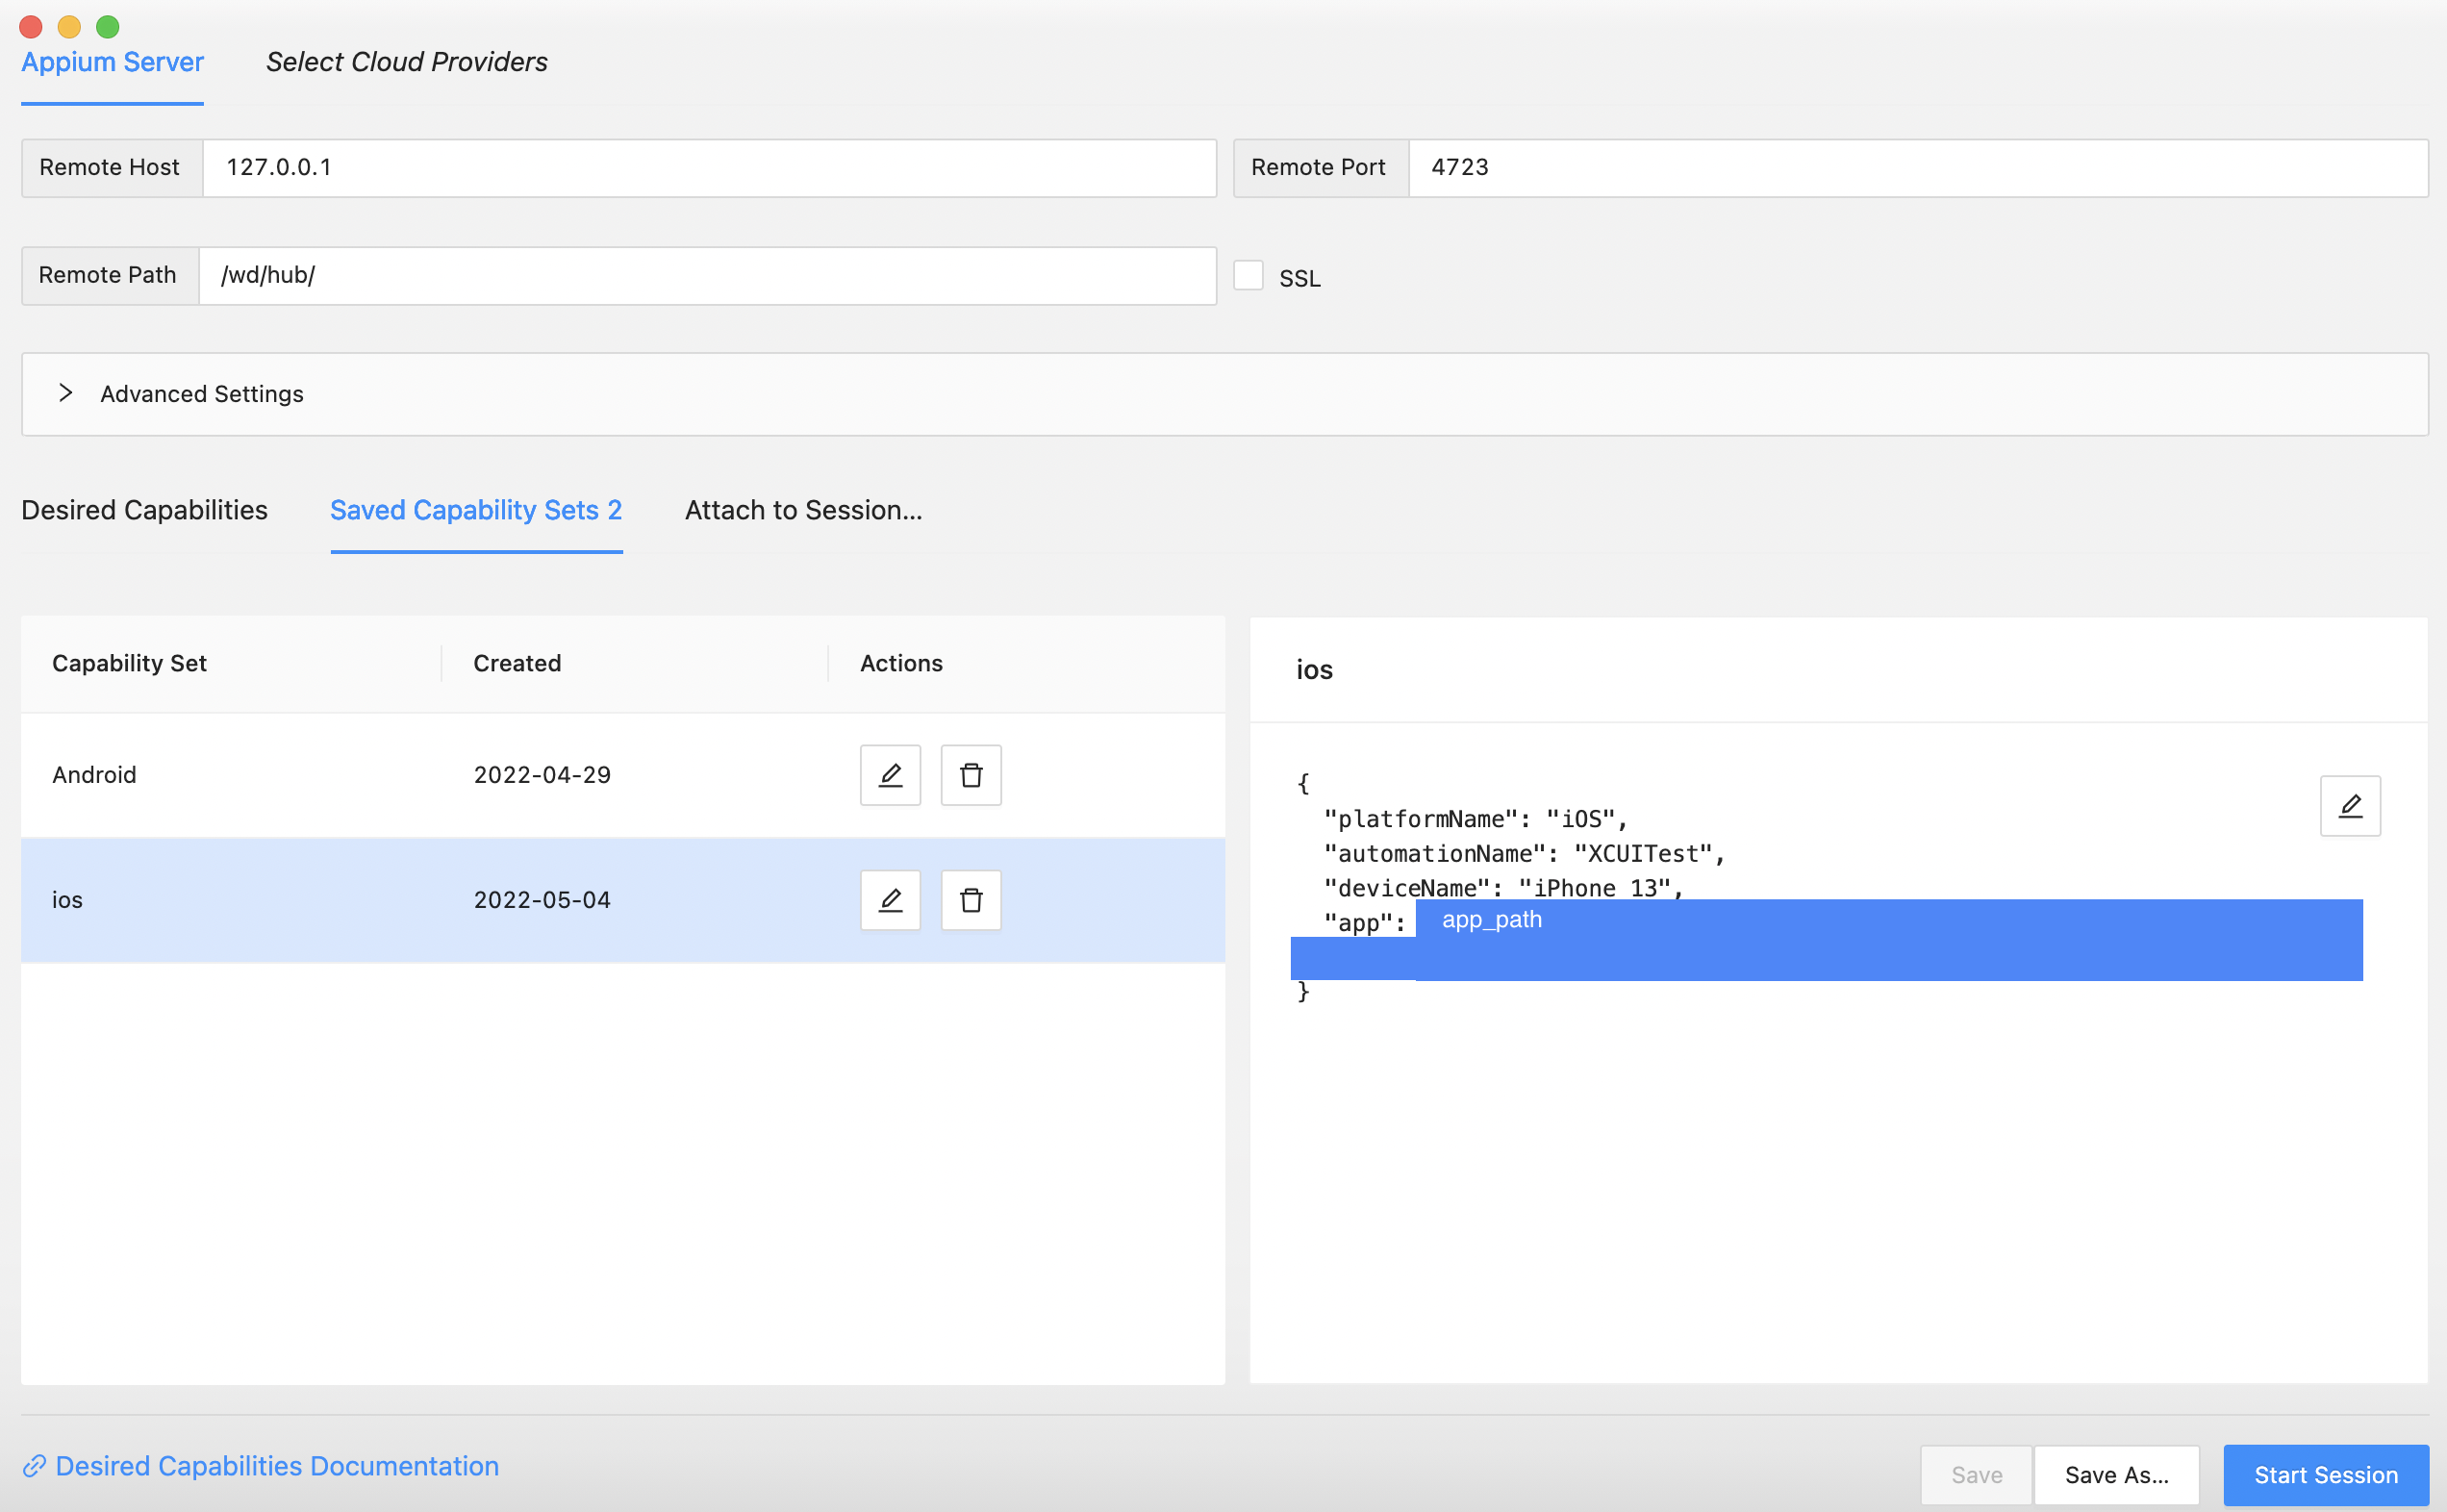 Appium Server Select Cloud Providers
Remote Host 127.0.0.1 Remote Port 4723
Remote Path /wd/hub/ SSL
Advanced Settings
Desired Capabilities Saved Capability Sets 2 Attach to Session...
Capability Set Created Actions
Android 2022-04-29
ios 2022-05-04
ios
{
"platformName": "iOS",
"automationName": "XCUITest",
"deviceName": "iPhone 13",
"app": app_path
}
Desired Capabilities Documentation
Save Save As... Start Session